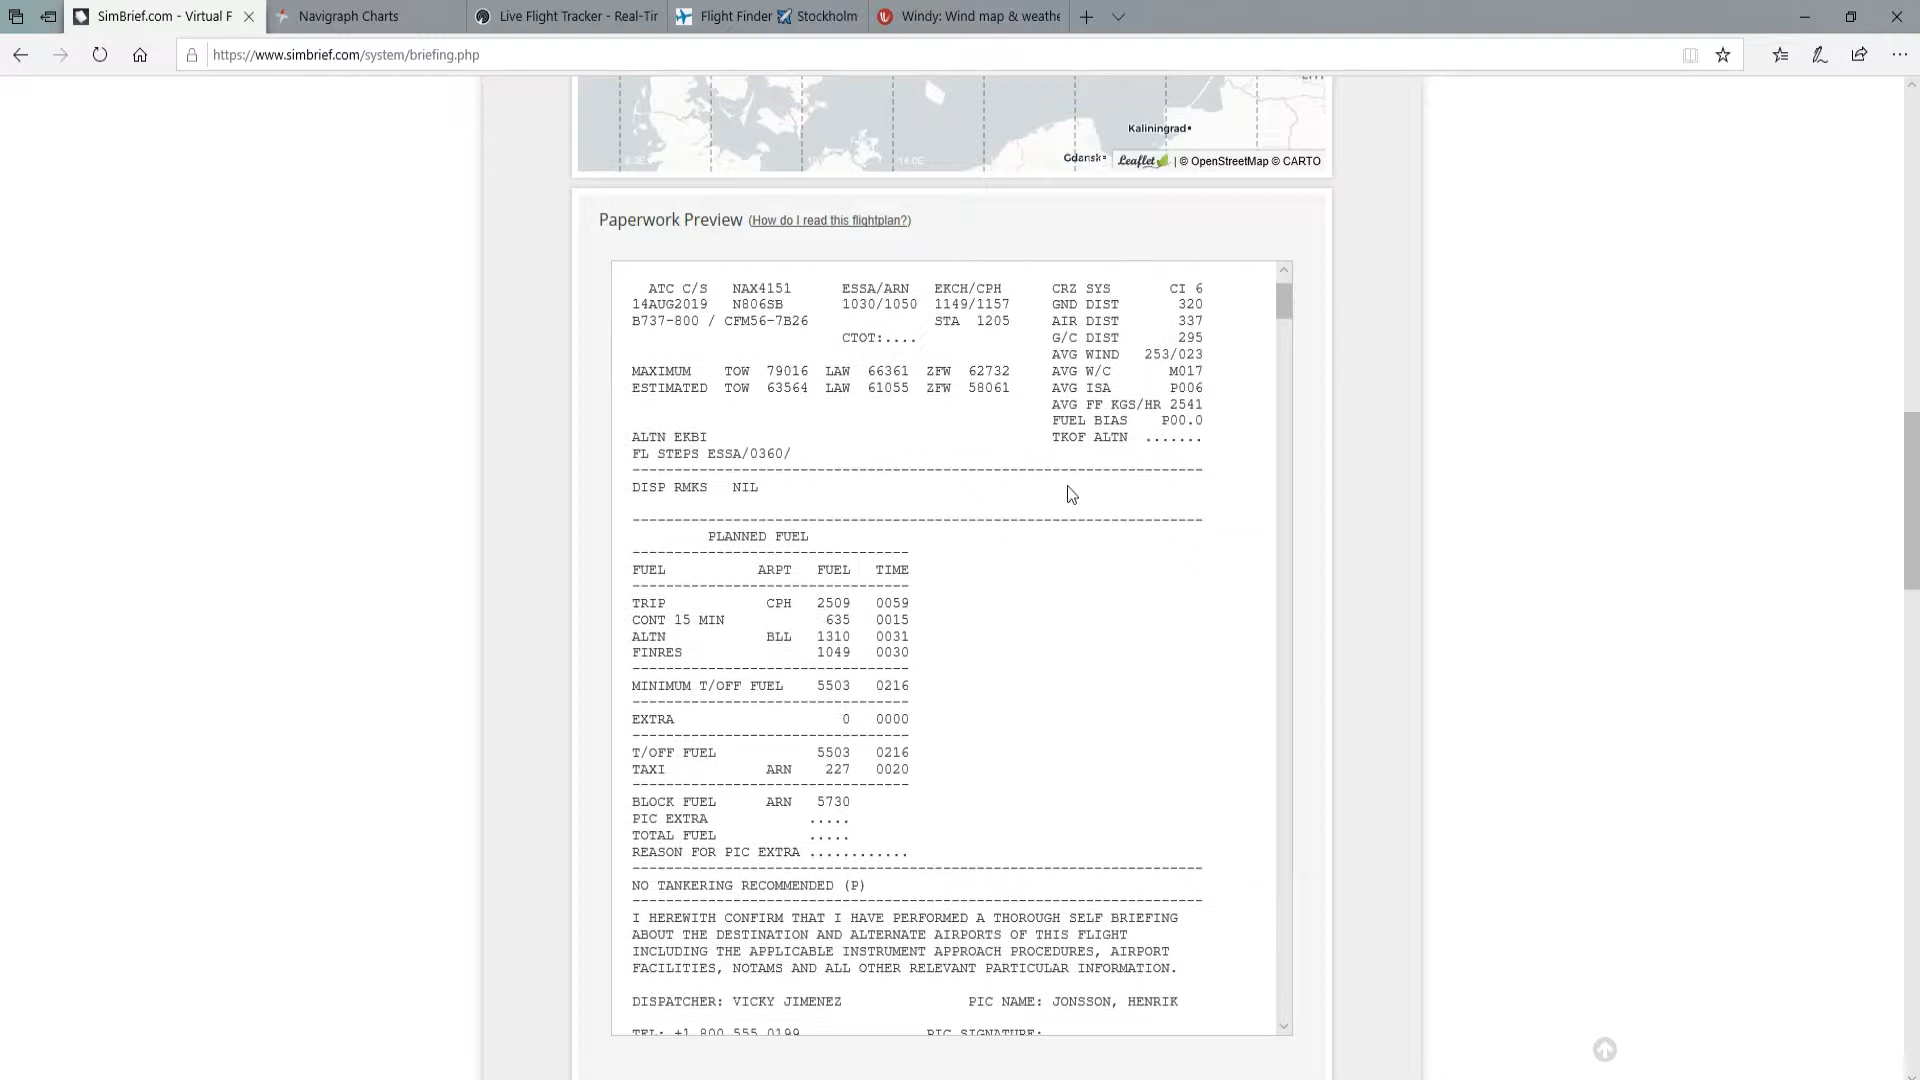 SimBrief.com - Virtual F
Navigraph Charts
Live Flight Tracker - Real-Tir
Flight Finder Stockholm
Windy: Wind map & weathe
https://www.simbrief.com/system/briefing.php
Kaliningrad
Gdansk
14.0E
Leaflet | © OpenStreetMap © CARTO
Paperwork Preview (How do I read this flightplan?)
ATC C/S NAX4151 ESSA/ARN EKCH/CPH CRZ SYS CI 6
14AUG2019 N806SB 1030/1050 1149/1157 GND DIST 320
B737-800 / CFM56-7B26 STA 1205 AIR DIST 337
CTOT:.... G/C DIST 295
AVG WIND 253/023
MAXIMUM TOW 79016 LAW 66361 ZFW 62732 AVG W/C M017
ESTIMATED TOW 63564 LAW 61055 ZFW 58061 AVG ISA P006
AVG FF KGS/HR 2541
FUEL BIAS P00.0
ALTN EKBI TKOF ALTN .......
FL STEPS ESSA/0360/
--------------------------------------------------------------------
DISP RMKS NIL
--------------------------------------------------------------------
PLANNED FUEL
---------------------------------
FUEL ARPT FUEL TIME
---------------------------------
TRIP CPH 2509 0059
CONT 15 MIN 635 0015
ALTN BLL 1310 0031
FINRES 1049 0030
---------------------------------
MINIMUM T/OFF FUEL 5503 0216
---------------------------------
EXTRA 0 0000
---------------------------------
T/OFF FUEL 5503 0216
TAXI ARN 227 0020
---------------------------------
BLOCK FUEL ARN 5730
PIC EXTRA .....
TOTAL FUEL .....
REASON FOR PIC EXTRA ............
--------------------------------------------------------------------
NO TANKERING RECOMMENDED (P)
--------------------------------------------------------------------
I HEREWITH CONFIRM THAT I HAVE PERFORMED A THOROUGH SELF BRIEFING
ABOUT THE DESTINATION AND ALTERNATE AIRPORTS OF THIS FLIGHT
INCLUDING THE APPLICABLE INSTRUMENT APPROACH PROCEDURES, AIRPORT
FACILITIES, NOTAMS AND ALL OTHER RELEVANT PARTICULAR INFORMATION.
DISPATCHER: VICKY JIMENEZ PIC NAME: JONSSON, HENRIK
TEL: +1 800 555 0199 PIC SIGNATURE: